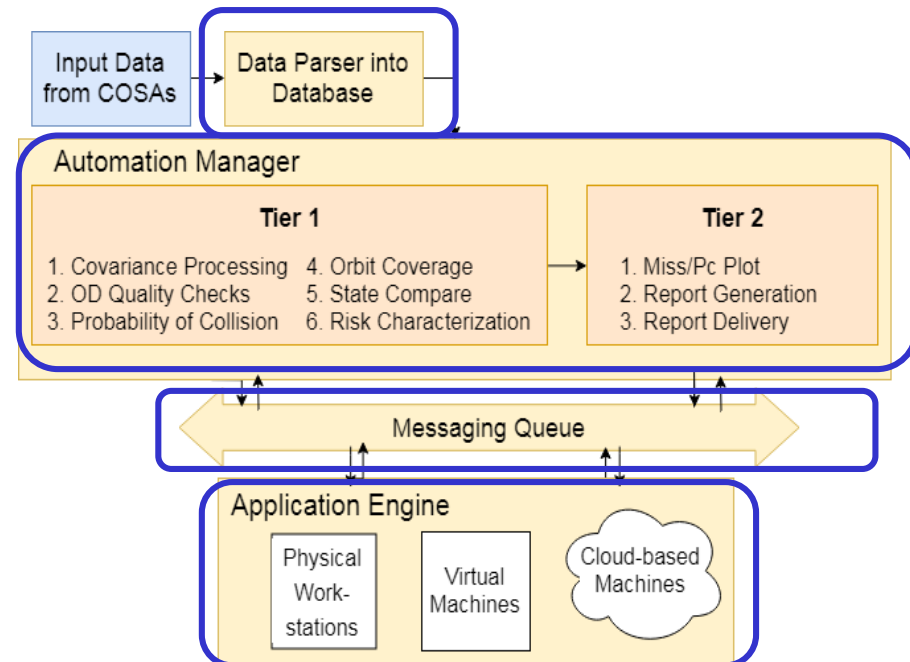 Input Data
from COSAs
Data Parser into
Database
Automation Manager
Tier 1
1. Covariance Processing
2. OD Quality Checks
3. Probability of Collision
4. Orbit Coverage
5. State Compare
6. Risk Characterization
Tier 2
1. Miss/Pc Plot
2. Report Generation
3. Report Delivery
Messaging Queue
Application Engine
Physical
Work-
stations
Virtual
Machines
Cloud-based
Machines